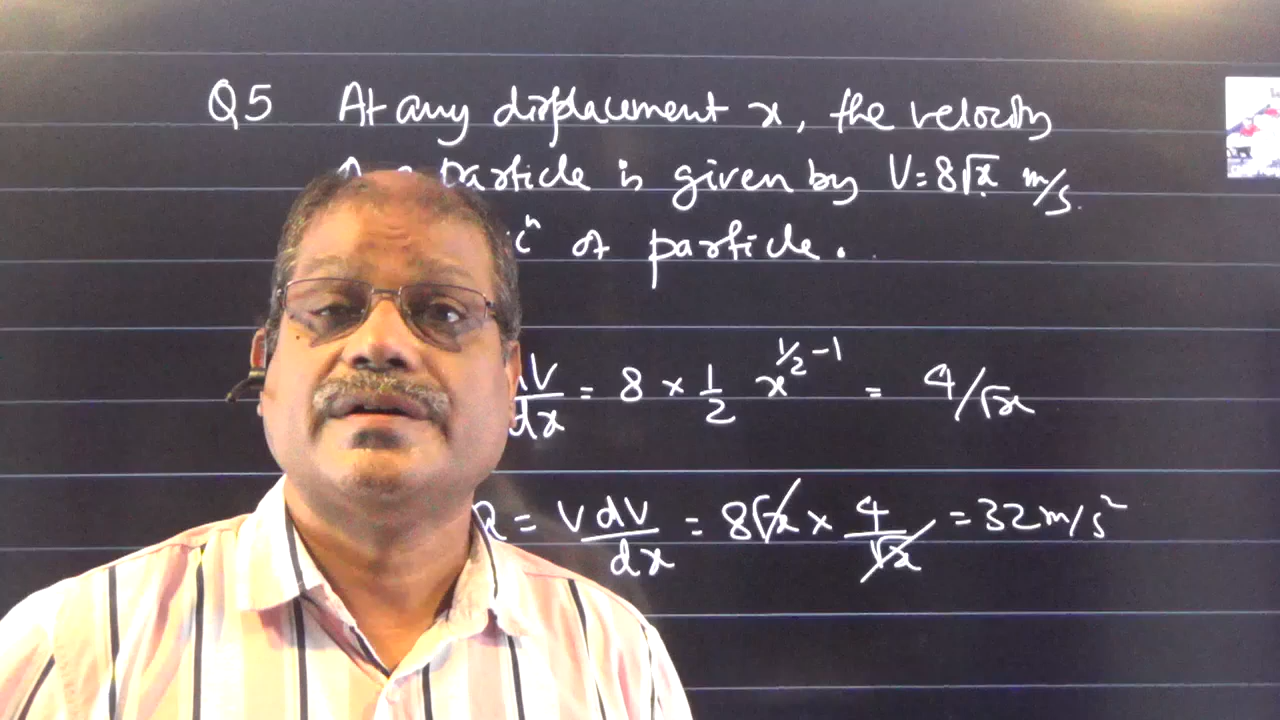 Q5 At any displacement x, the velocity
particle is given by V = 8√x m/s.
of particle.
dV/dx = 8 × 1/2 x^(1/2 - 1) = 4/√x
= V dV/dx = 8√x × 4/√x = 32 m/s²